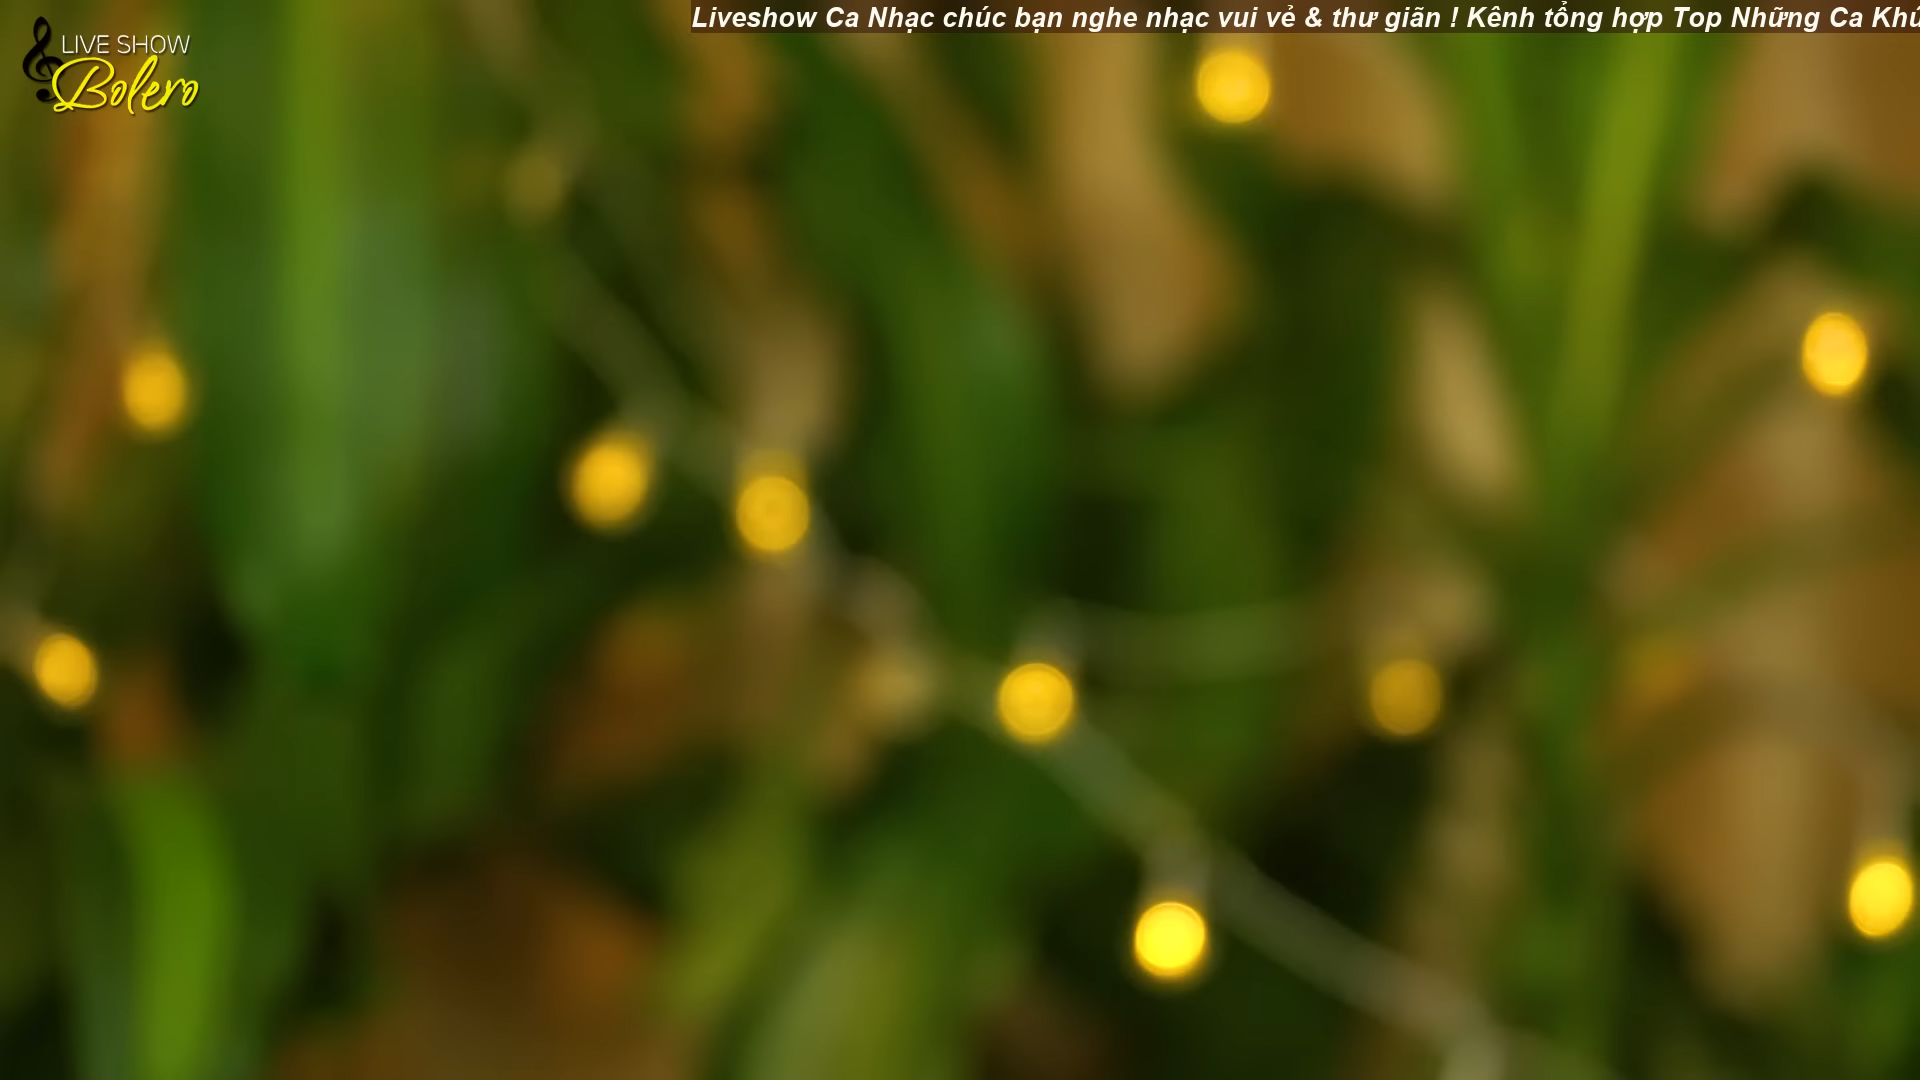 Liveshow Ca Nhạc chúc bạn nghe nhạc vui vẻ & thư giãn ! Kênh tổng hợp Top Những Ca
LIVE SHOW
Bolero